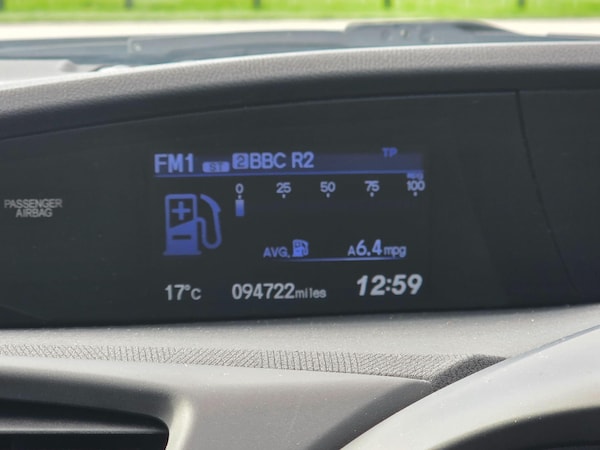 FM1 ST 2 BBC R2 TP
mpg
0 25 50 75 100
PASSENGER
AIRBAG
AVG. A6.4mpg
17°C 094722miles 12:59